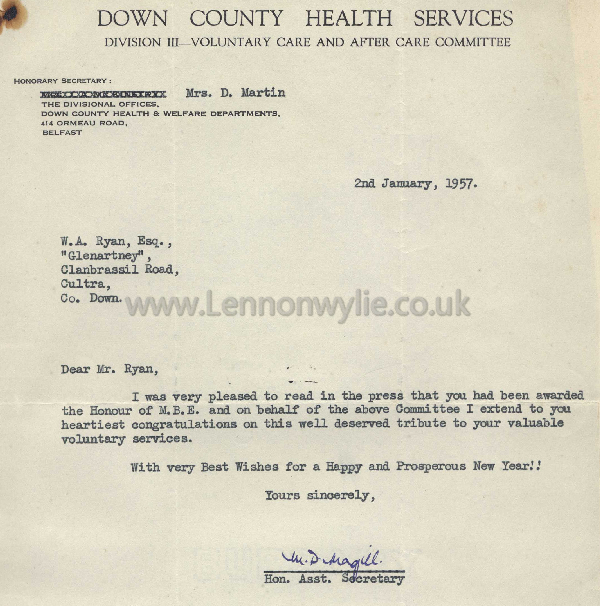 DOWN COUNTY HEALTH SERVICES
DIVISION III—VOLUNTARY CARE AND AFTER CARE COMMITTEE
HONORARY SECRETARY:
Mrs. D. Martin
THE DIVISIONAL OFFICES,
DOWN COUNTY HEALTH & WELFARE DEPARTMENTS,
414 ORMEAU ROAD,
BELFAST
2nd January, 1957.
W.A. Ryan, Esq.,
"Glenartney",
Clanbrassil Road,
Cultra,
Co. Down.
www.Lennonwylie.co.uk
Dear Mr. Ryan,
I was very pleased to read in the press that you had been awarded
the Honour of M.B.E. and on behalf of the above Committee I extend to you
heartiest congratulations on this well deserved tribute to your valuable
voluntary services.
With very Best Wishes for a Happy and Prosperous New Year!!
Yours sincerely,
M. D. Magill.
Hon. Asst. Secretary